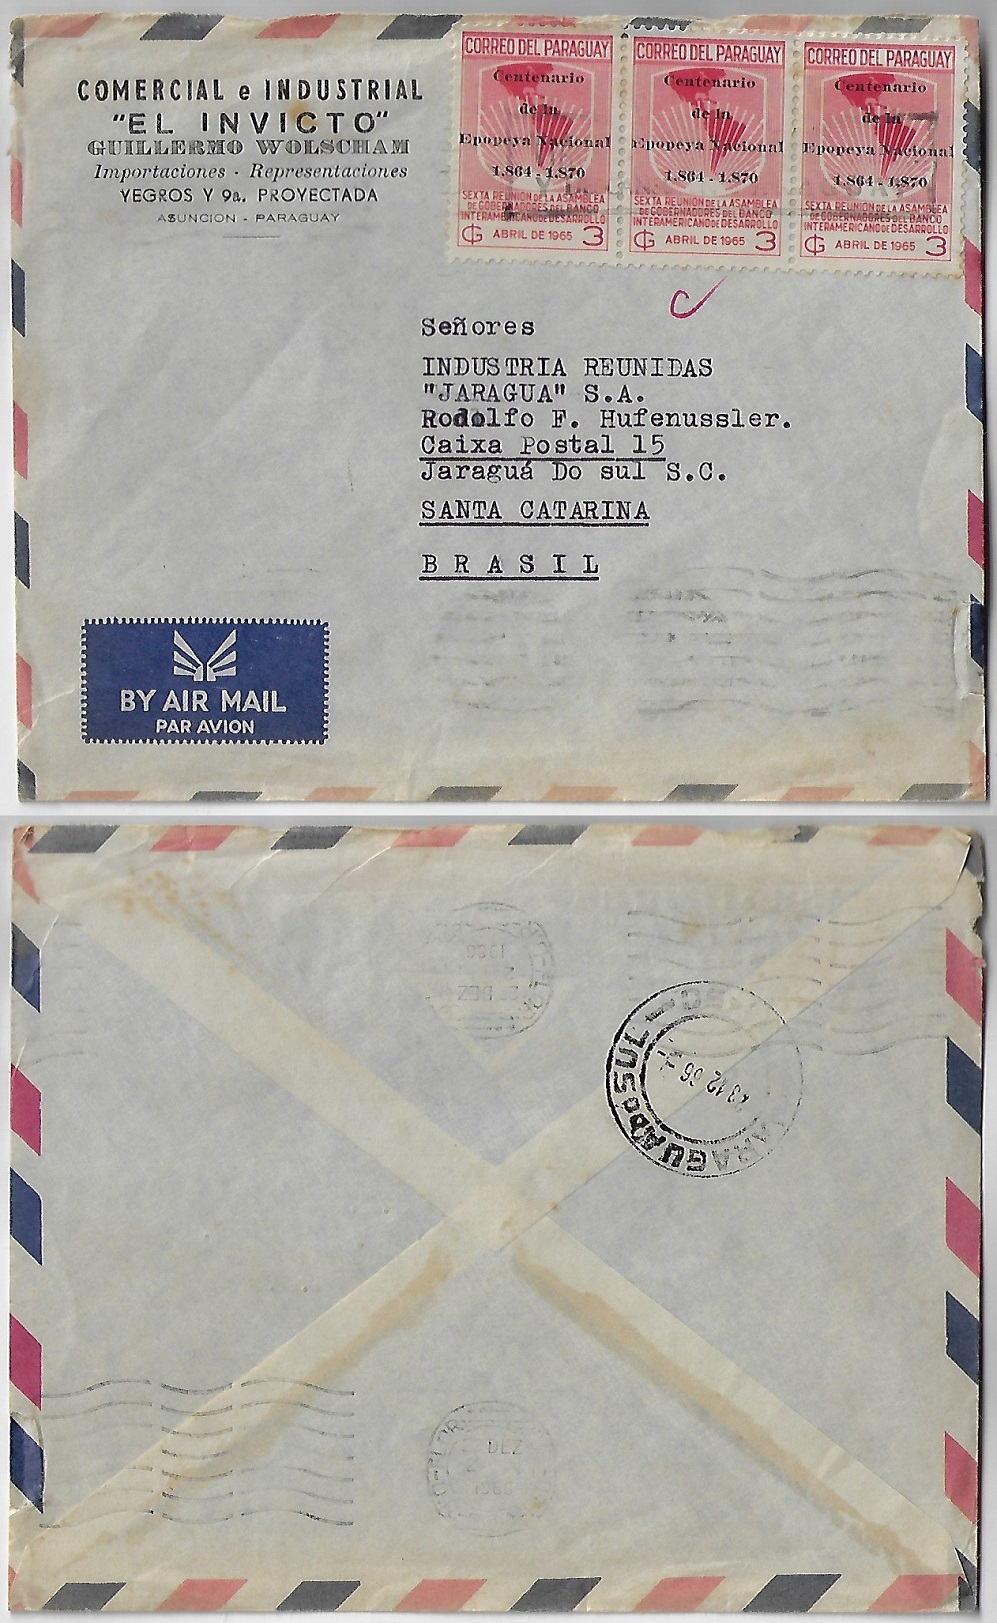 COMERCIAL e INDUSTRIAL
"EL INVICTO"
GUILLERMO WOLSCHAM
Importaciones - Representaciones
YEGROS Y 9a. PROYECTADA
ASUNCION - PARAGUAY
CORREO DEL PARAGUAY
Centenario
de la
Epopeya Nacional
1.864 - 1.870
SEXTA REUNION DE LA ASAMBLEA
DE GOBERNADORES DEL BANCO
INTERAMERICANO DE DESARROLLO
G ABRIL DE 1965 3
CORREO DEL PARAGUAY
Centenario
de la
Epopeya Nacional
1.864 - 1.870
SEXTA REUNION DE LA ASAMBLEA
DE GOBERNADORES DEL BANCO
INTERAMERICANO DE DESARROLLO
G ABRIL DE 1965 3
CORREO DEL PARAGUAY
Centenario
de la
Epopeya Nacional
1.864 - 1.870
SEXTA REUNION DE LA ASAMBLEA
DE GOBERNADORES DEL BANCO
INTERAMERICANO DE DESARROLLO
G ABRIL DE 1965 3
Señores
INDUSTRIA REUNIDAS
"JARAGUA" S.A.
Rodolfo F. Hufenussler.
Caixa Postal 15
Jaraguá Do sul S.C.
SANTA CATARINA
B R A S I L
BY AIR MAIL
PAR AVION
DEZ
1966
JARAGUÁ DO SUL
12 66
DEZ
1966